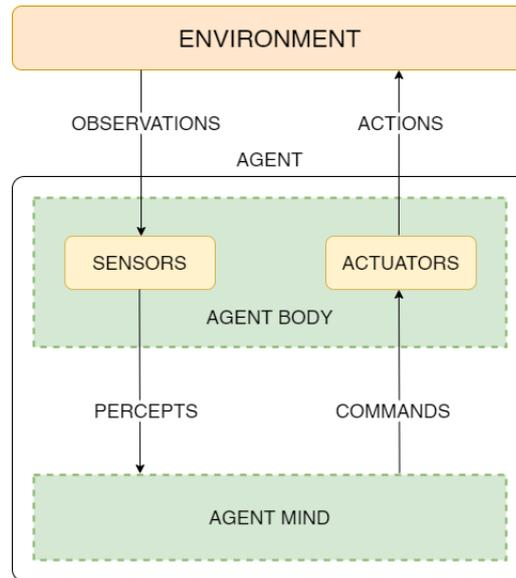 ENVIRONMENT
OBSERVATIONS
ACTIONS
AGENT
SENSORS
ACTUATORS
AGENT BODY
PERCEPTS
COMMANDS
AGENT MIND